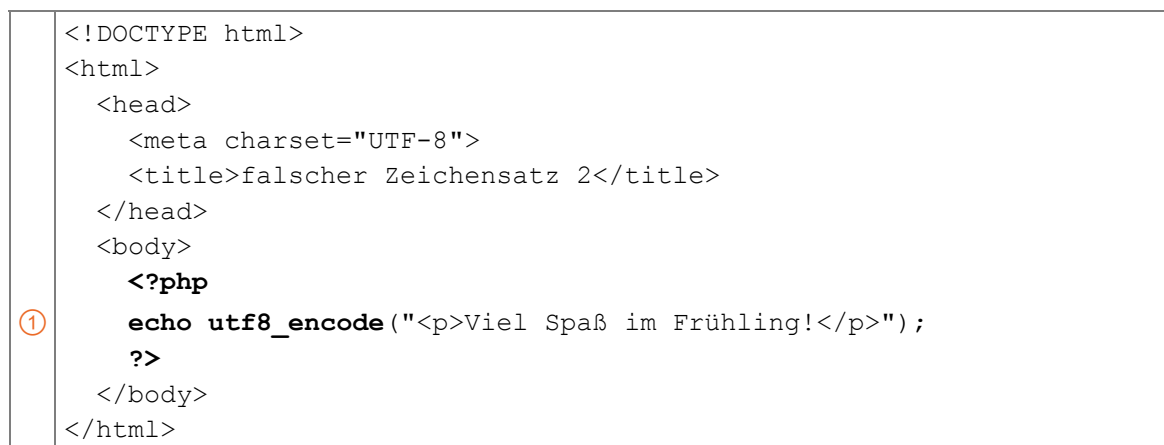 <!DOCTYPE html>
<html>
  <head>
    <meta charset="UTF-8">
    <title>falscher Zeichensatz 2</title>
  </head>
  <body>
    <?php
① echo utf8_encode("<p>Viel Spaß im Frühling!</p>");
    ?>
  </body>
</html>